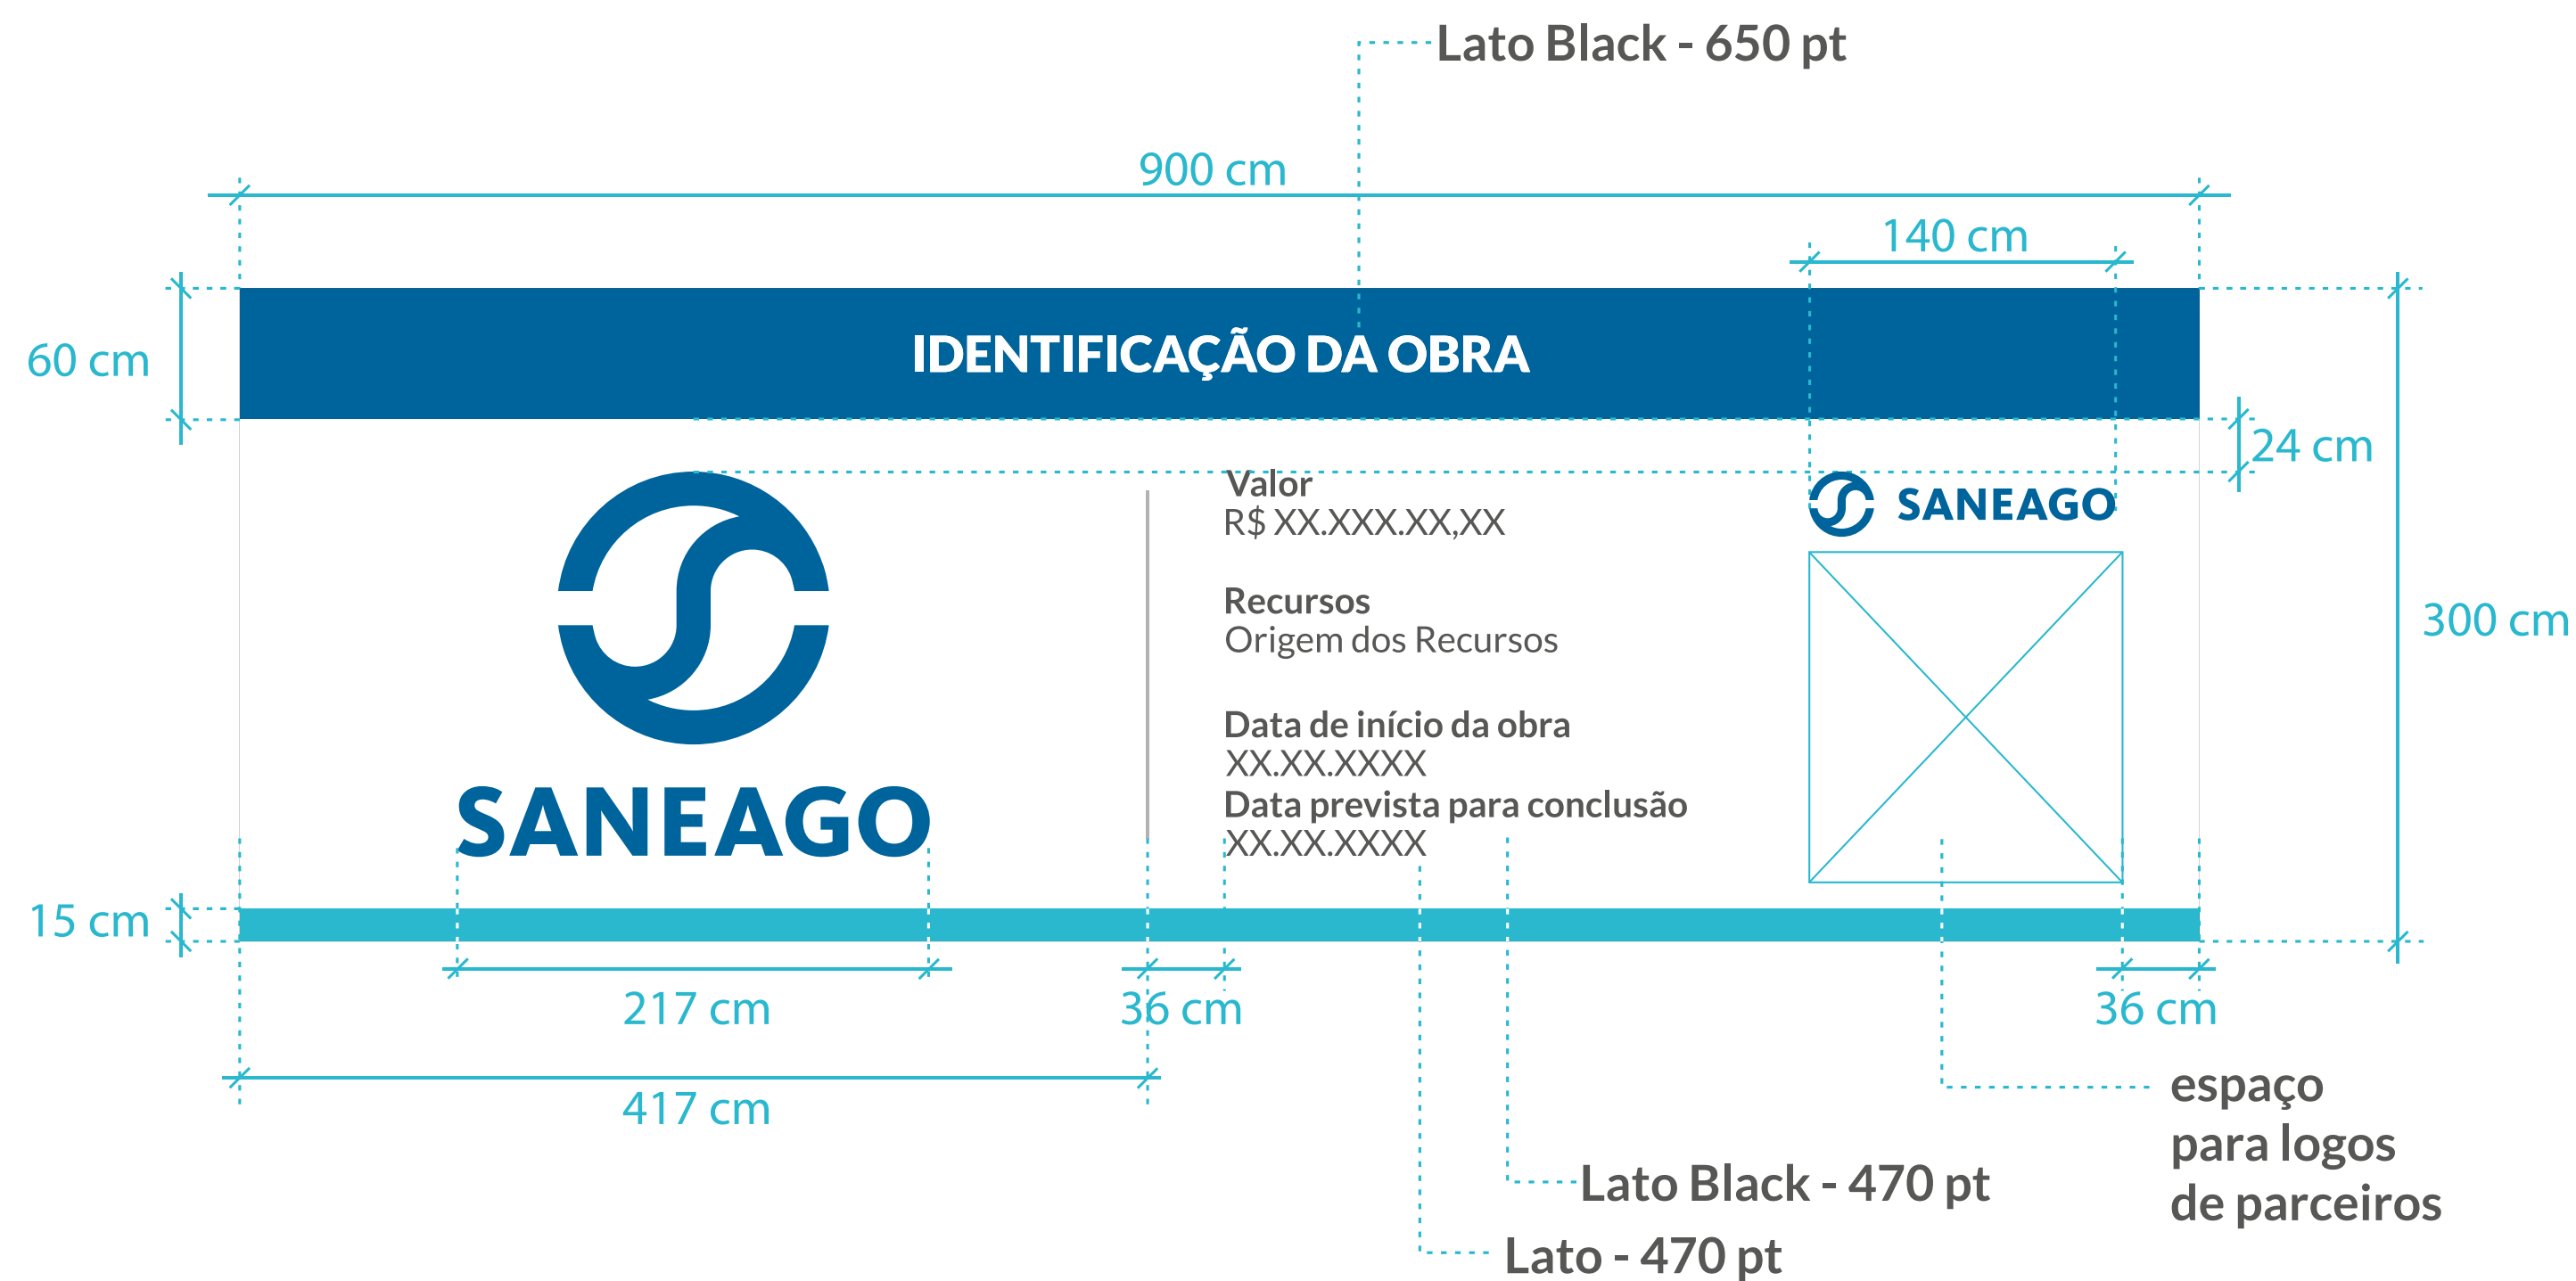 Lato Black - 650 pt
900 cm
140 cm
60 cm
IDENTIFICAÇÃO DA OBRA
24 cm
Valor
R$ XX.XXX.XX,XX
SANEAGO
Recursos
Origem dos Recursos
300 cm
Data de início da obra
XX.XX.XXXX
Data prevista para conclusão
XX.XX.XXXX
SANEAGO
15 cm
217 cm
36 cm
36 cm
417 cm
espaço
para logos
de parceiros
Lato Black - 470 pt
Lato - 470 pt